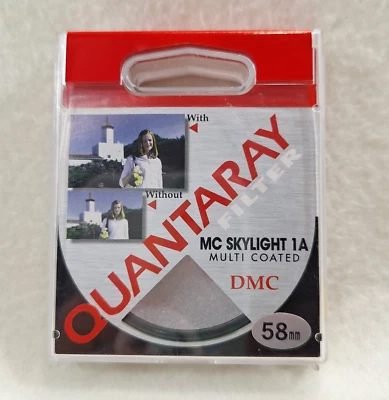 With
Without
QUANTARAY
FILTER
MC SKYLIGHT 1A
MULTI COATED
DMC
58mm